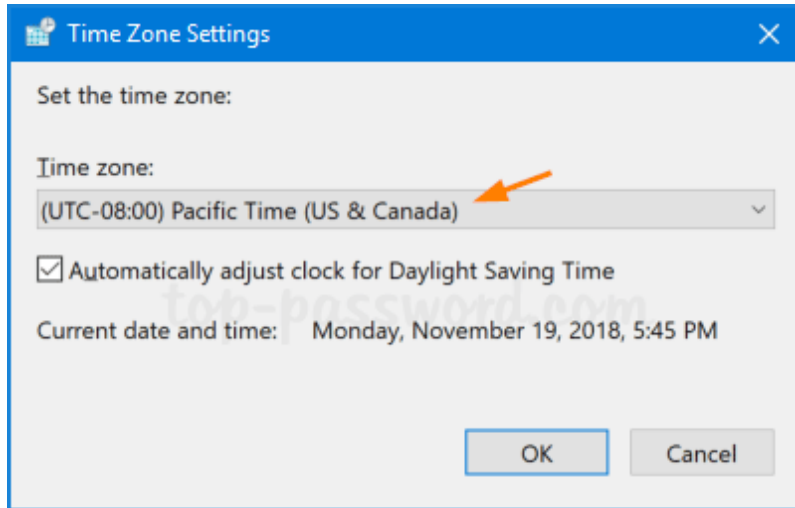 Time Zone Settings
Set the time zone:
Time zone:
(UTC-08:00) Pacific Time (US & Canada)
Automatically adjust clock for Daylight Saving Time
top-password.com
Current date and time: Monday, November 19, 2018, 5:45 PM
OK Cancel